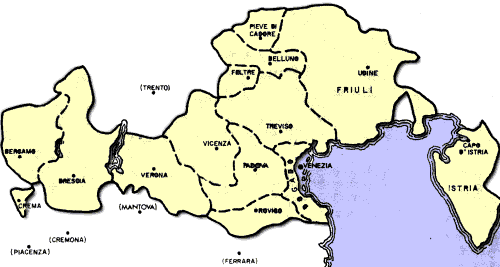 PIEVE DI
CADORE
BELLUNO
FELTRE
UDINE
FRIULI
(TRENTO)
TREVISO
CAPO
D'ISTRIA
BERGAMO
VICENZA
PADOVA
VENEZIA
BRESCIA
VERONA
ISTRIA
CREMA
(MANTOVA)
ROVIGO
(CREMONA)
(PIACENZA)
(FERRARA)